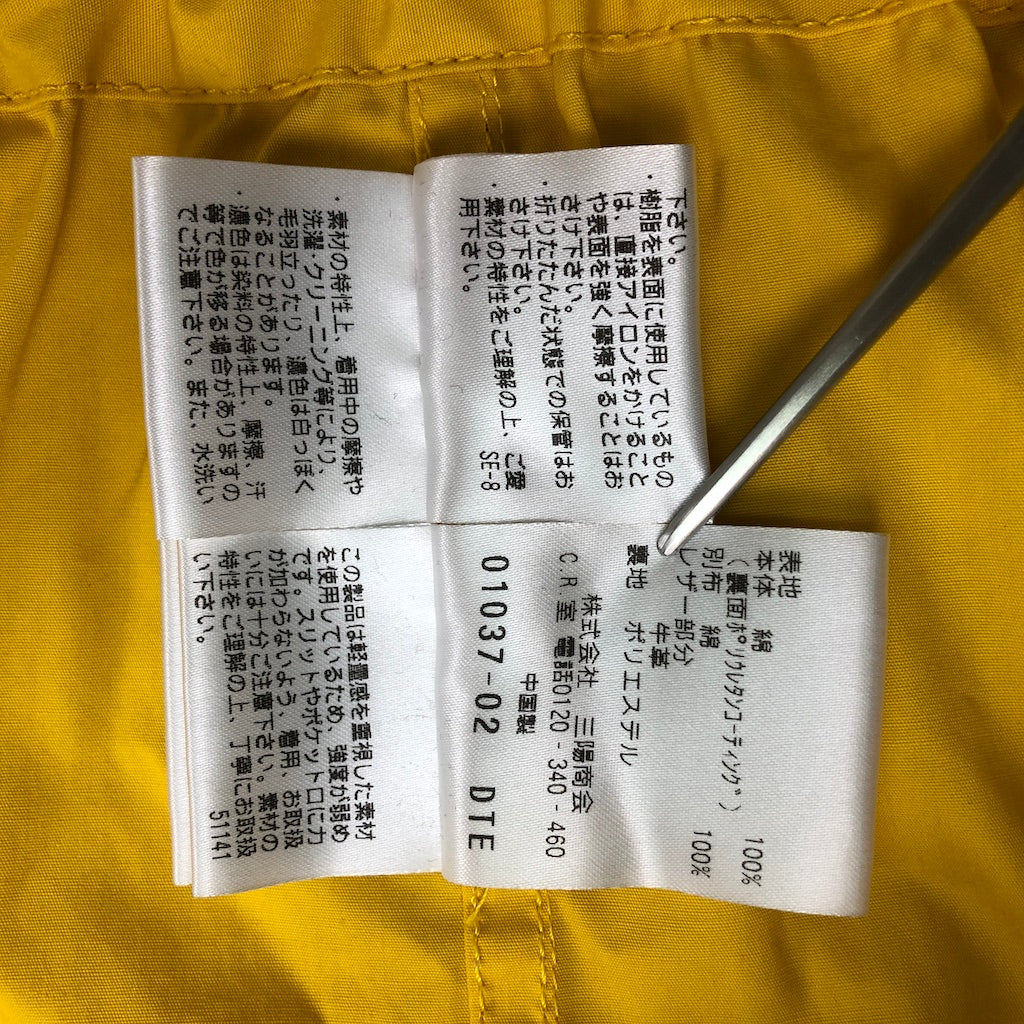 ・素材の特性上、着用中の摩擦や
洗濯・クリーニング等により、
毛羽立ったり、濃色は白っぽく
なることがあります。
・濃色は染料の特性上、摩擦、汗
等で色が移る場合がありますの
でご注意下さい。また、水洗い
下さい。
・樹脂を表面に使用しているもの
は、直接アイロンをかけること
や表面を強く摩擦することはお
さけ下さい。
・折りたたんだ状態での保管はお
さけ下さい。
・素材の特性をご理解の上、ご愛
用下さい。
SE-8
この製品は軽量感を重視した素材
を使用しているため、強度が弱め
です。スリットやポケット口に力
が加わらないよう、着用、お取扱
いには十分ご注意下さい。素材の
特性をご理解の上、丁寧にお取扱
い下さい。
51141
表地
本体 綿 100%
(裏面ポリウレタンコーティング)
別布 綿 100%
レザー部分
牛革
裏地 ポリエステル
株式会社 三陽商会
C.R室 電話0120-340-460
中国製
01037-02 DTE